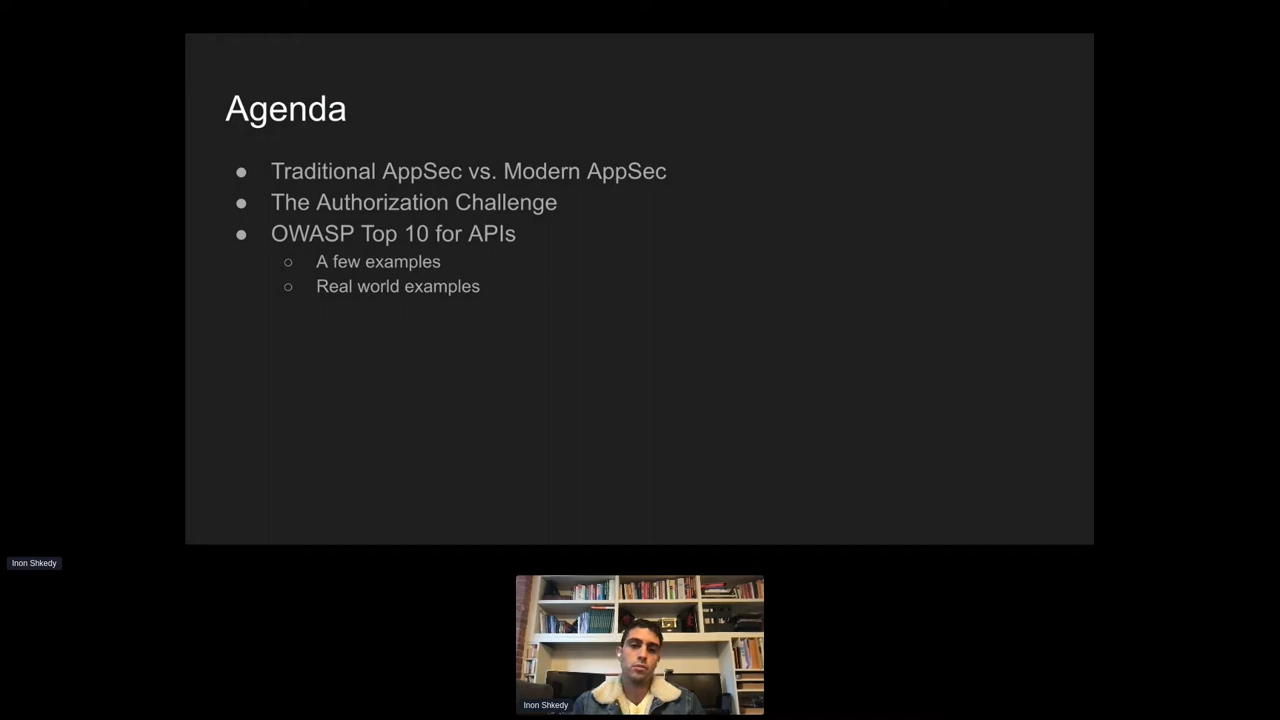 Agenda
● Traditional AppSec vs. Modern AppSec
● The Authorization Challenge
● OWASP Top 10 for APIs
○ A few examples
○ Real world examples
Inon Shkedy
Inon Shkedy